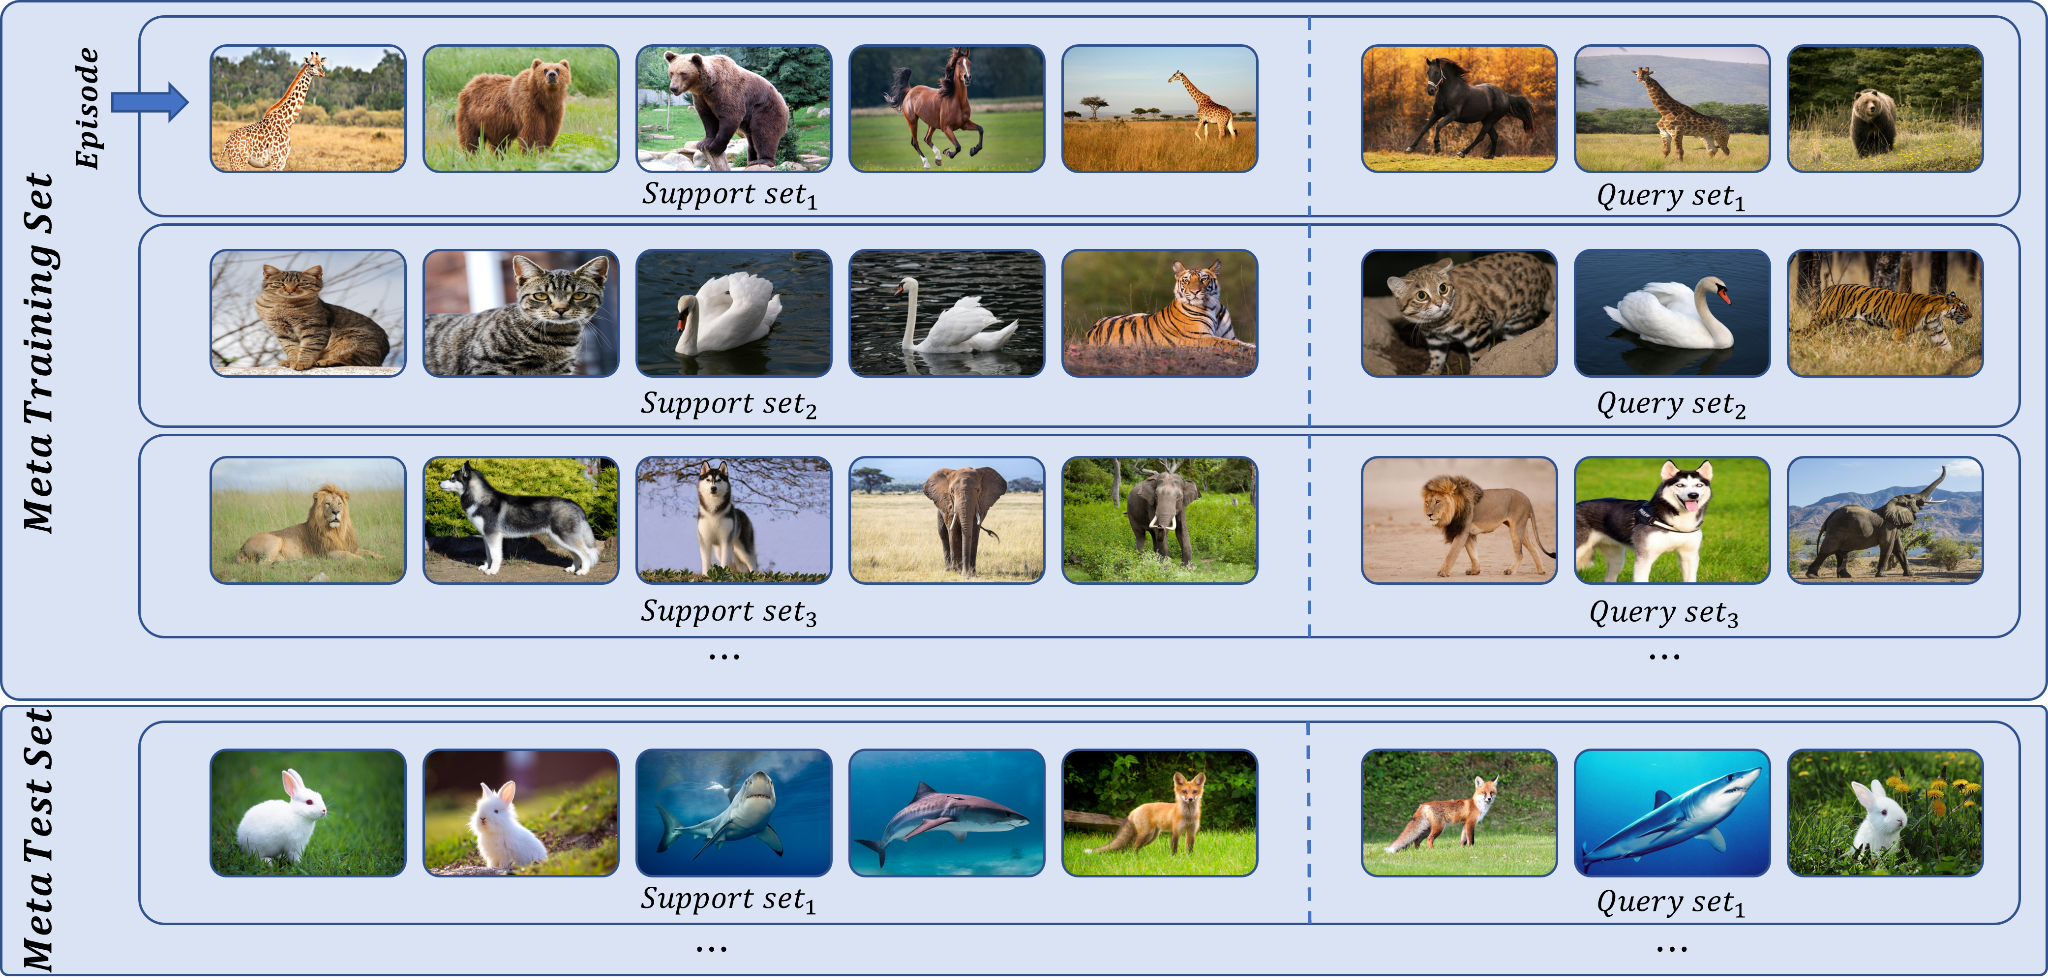 Meta Training Set
Episode
Support set₁
Query set₁
Support set₂
Query set₂
Support set₃
Query set₃
...
...
Meta Test Set
Support set₁
Query set₁
...
...